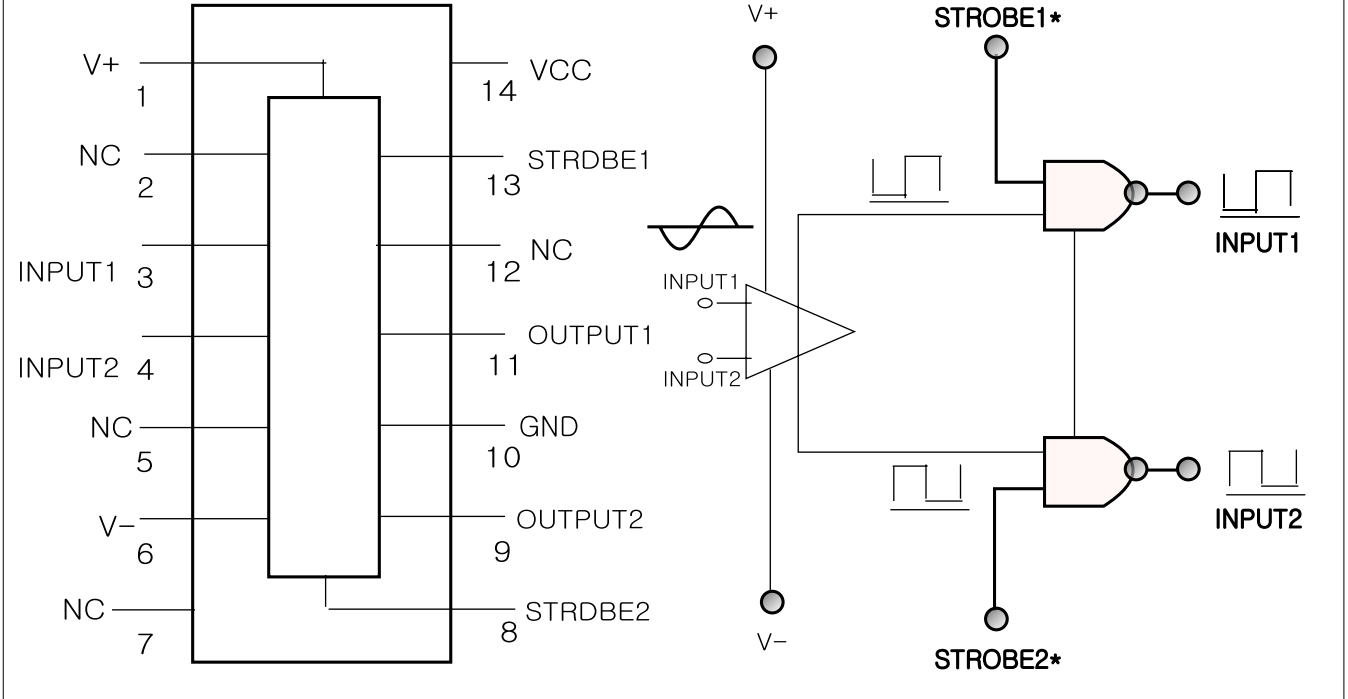 V+
1
NC
2
INPUT1
3
INPUT2
4
NC
5
V-
6
NC
7
VCC
14
STRDBE1
13
NC
12
OUTPUT1
11
GND
10
OUTPUT2
9
STRDBE2
8
V+
STROBE1*
INPUT1
INPUT1
INPUT2
INPUT2
V-
STROBE2*